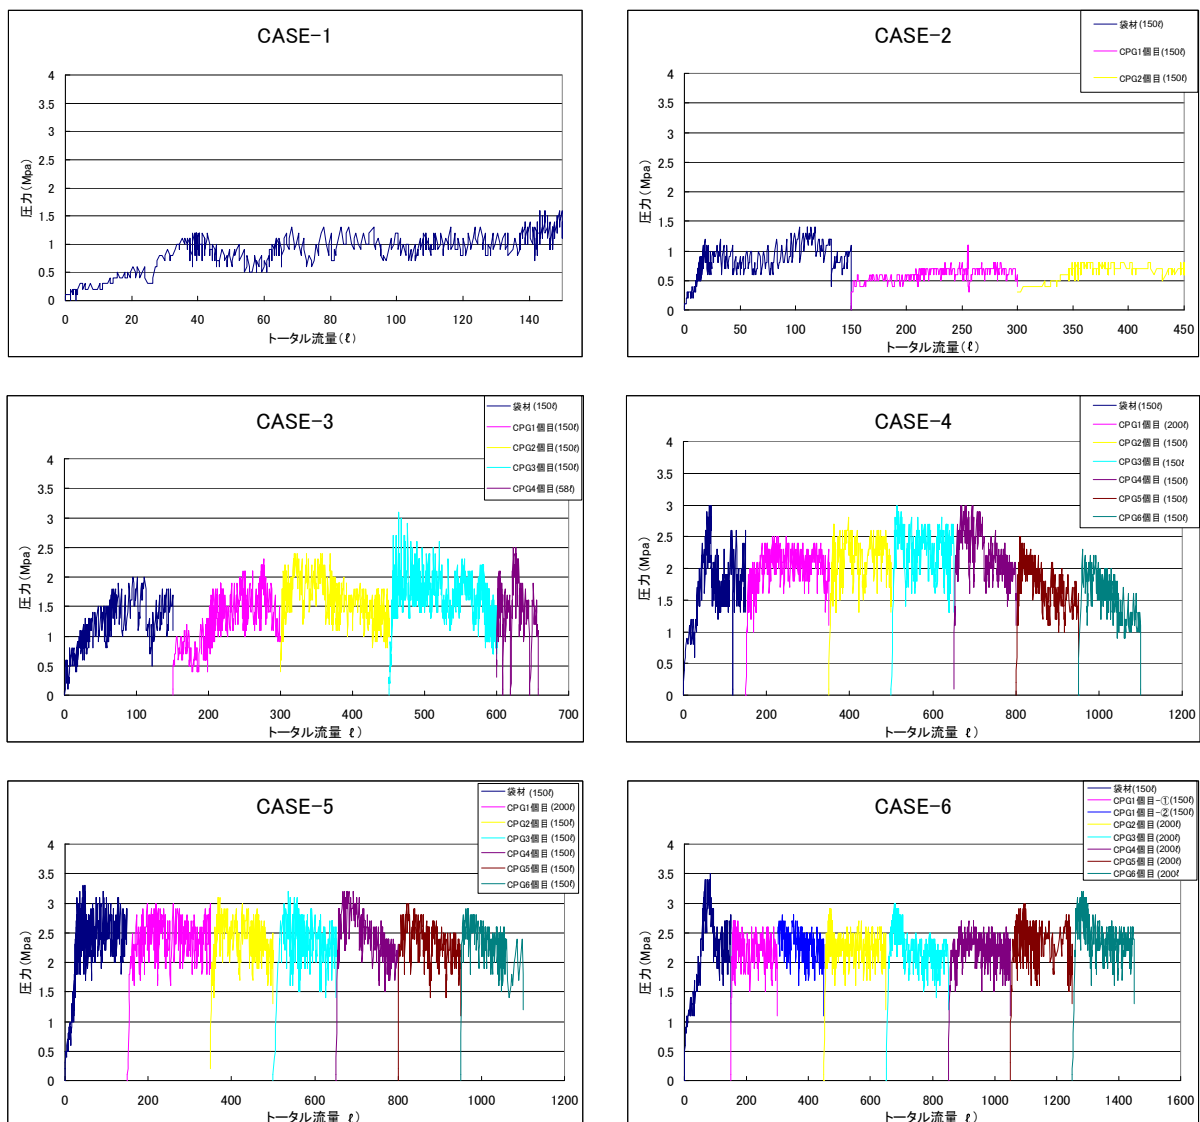 CASE-1
圧力(Mpa)
4
3.5
3
2.5
2
1.5
1
0.5
0
0 20 40 60 80 100 120 140
トータル流量(ℓ)
CASE-2
袋材(150ℓ)
CPG1個目(150ℓ)
CPG2個目(150ℓ)
圧力(Mpa)
4
3.5
3
2.5
2
1.5
1
0.5
0
0 50 100 150 200 250 300 350 400 450
トータル流量(ℓ)
CASE-3
袋材(150ℓ)
CPG1個目(150ℓ)
CPG2個目(150ℓ)
CPG3個目(150ℓ)
CPG4個目(58ℓ)
圧力(Mpa)
4
3.5
3
2.5
2
1.5
1
0.5
0
0 100 200 300 400 500 600 700
トータル流量 ℓ)
CASE-4
袋材(150ℓ)
CPG1個目 (200ℓ)
CPG2個目 (150ℓ)
CPG3個目 (150ℓ
CPG4個目 (150ℓ)
CPG5個目 (150ℓ)
CPG6個目 (150ℓ)
圧力(Mpa)
4
3.5
3
2.5
2
1.5
1
0.5
0
0 200 400 600 800 1000 1200
トータル流量 ℓ)
CASE-5
袋材 (150ℓ)
CPG1個目 (200ℓ)
CPG2個目 (150ℓ)
CPG3個目 (150ℓ)
CPG4個目 (150ℓ)
CPG5個目 (150ℓ)
CPG6個目 (150ℓ)
圧力(Mpa)
4
3.5
3
2.5
2
1.5
1
0.5
0
0 200 400 600 800 1000 1200
トータル流量 ℓ)
CASE-6
袋材(150ℓ)
CPG1個目-①(150ℓ)
CPG1個目-②(150ℓ)
CPG2個目(200ℓ)
CPG3個目(200ℓ)
CPG4個目(200ℓ)
CPG5個目(200ℓ)
CPG6個目(200ℓ
圧力(Mpa)
4
3.5
3
2.5
2
1.5
1
0.5
0
0 200 400 600 800 1000 1200 1400 1600
トータル流量 ℓ)